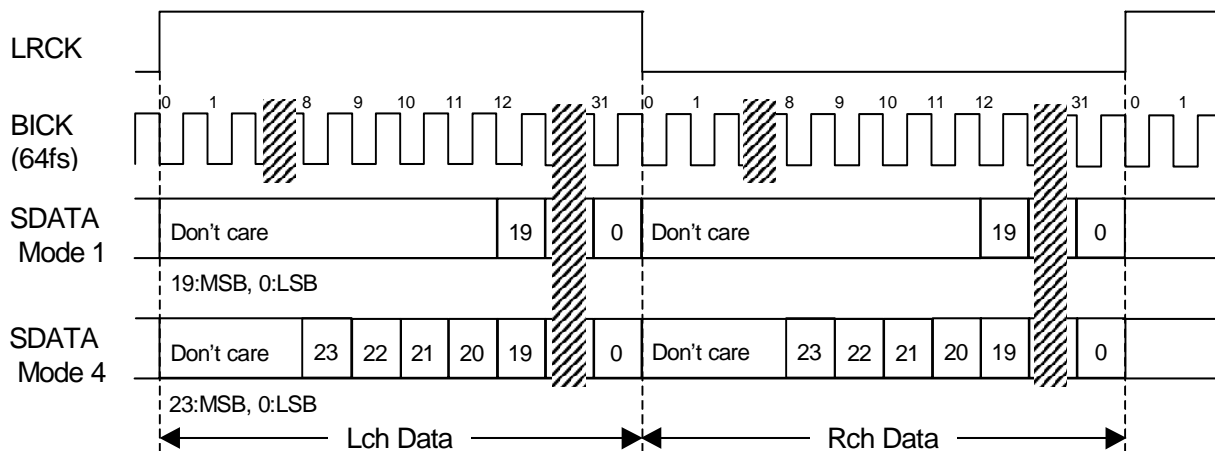 LRCK
0 1 8 9 10 11 12 31 0 1 8 9 10 11 12 31 0 1
BICK
(64fs)
SDATA
Mode 1
Don't care 19 0 Don't care 19 0
19:MSB, 0:LSB
SDATA
Mode 4
Don't care 23 22 21 20 19 0 Don't care 23 22 21 20 19 0
23:MSB, 0:LSB
Lch Data Rch Data